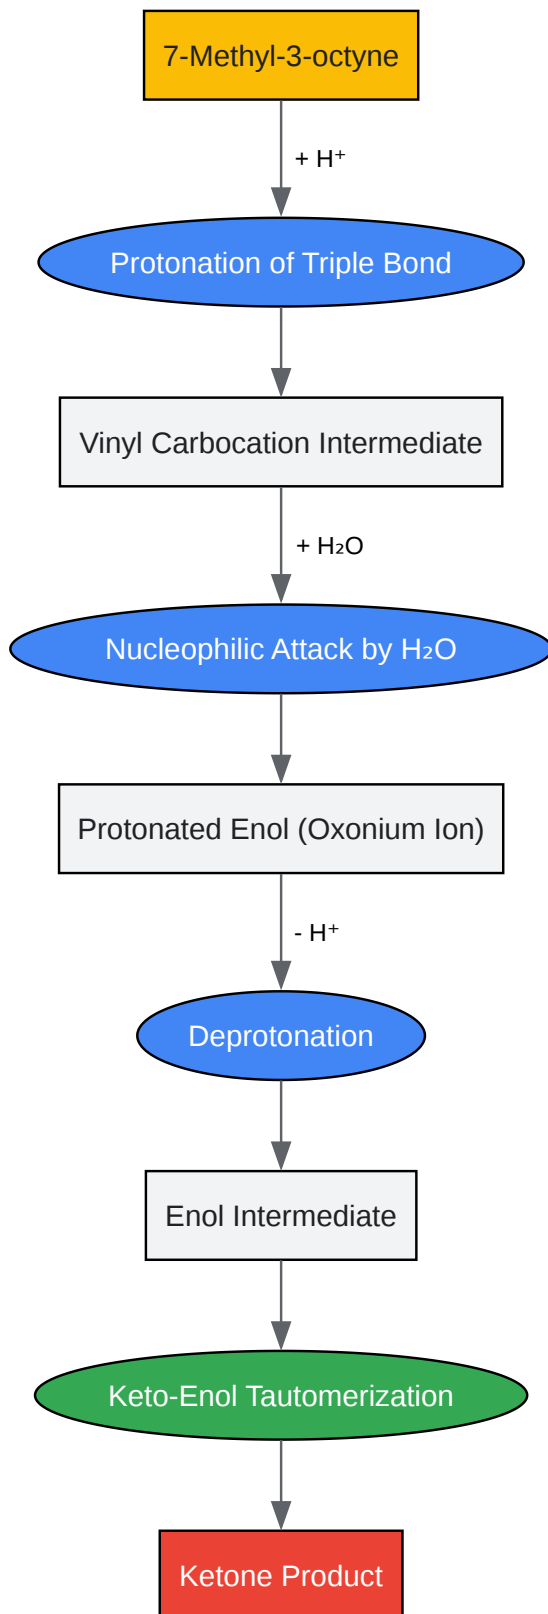 7-Methyl-3-octyne
+ H⁺
Protonation of Triple Bond
Vinyl Carbocation Intermediate
+ H₂O
Nucleophilic Attack by H₂O
Protonated Enol (Oxonium Ion)
- H⁺
Deprotonation
Enol Intermediate
Keto-Enol Tautomerization
Ketone Product